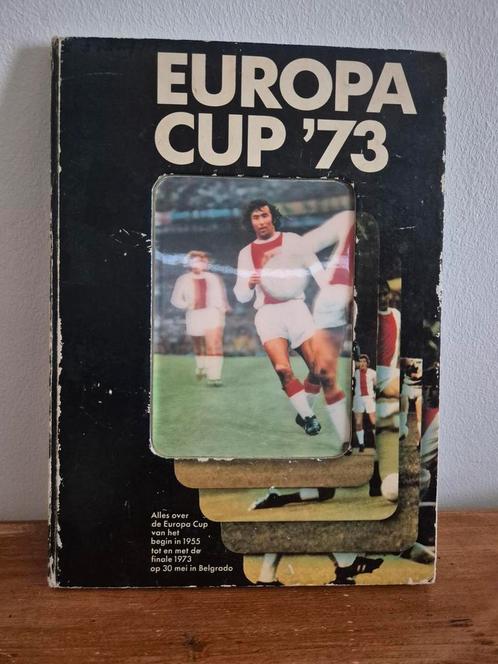 EUROPA
CUP '73
Alles over
de Europa Cup
van het
begin in 1955
tot en met de
finale 1973
op 30 mei in Belgrado